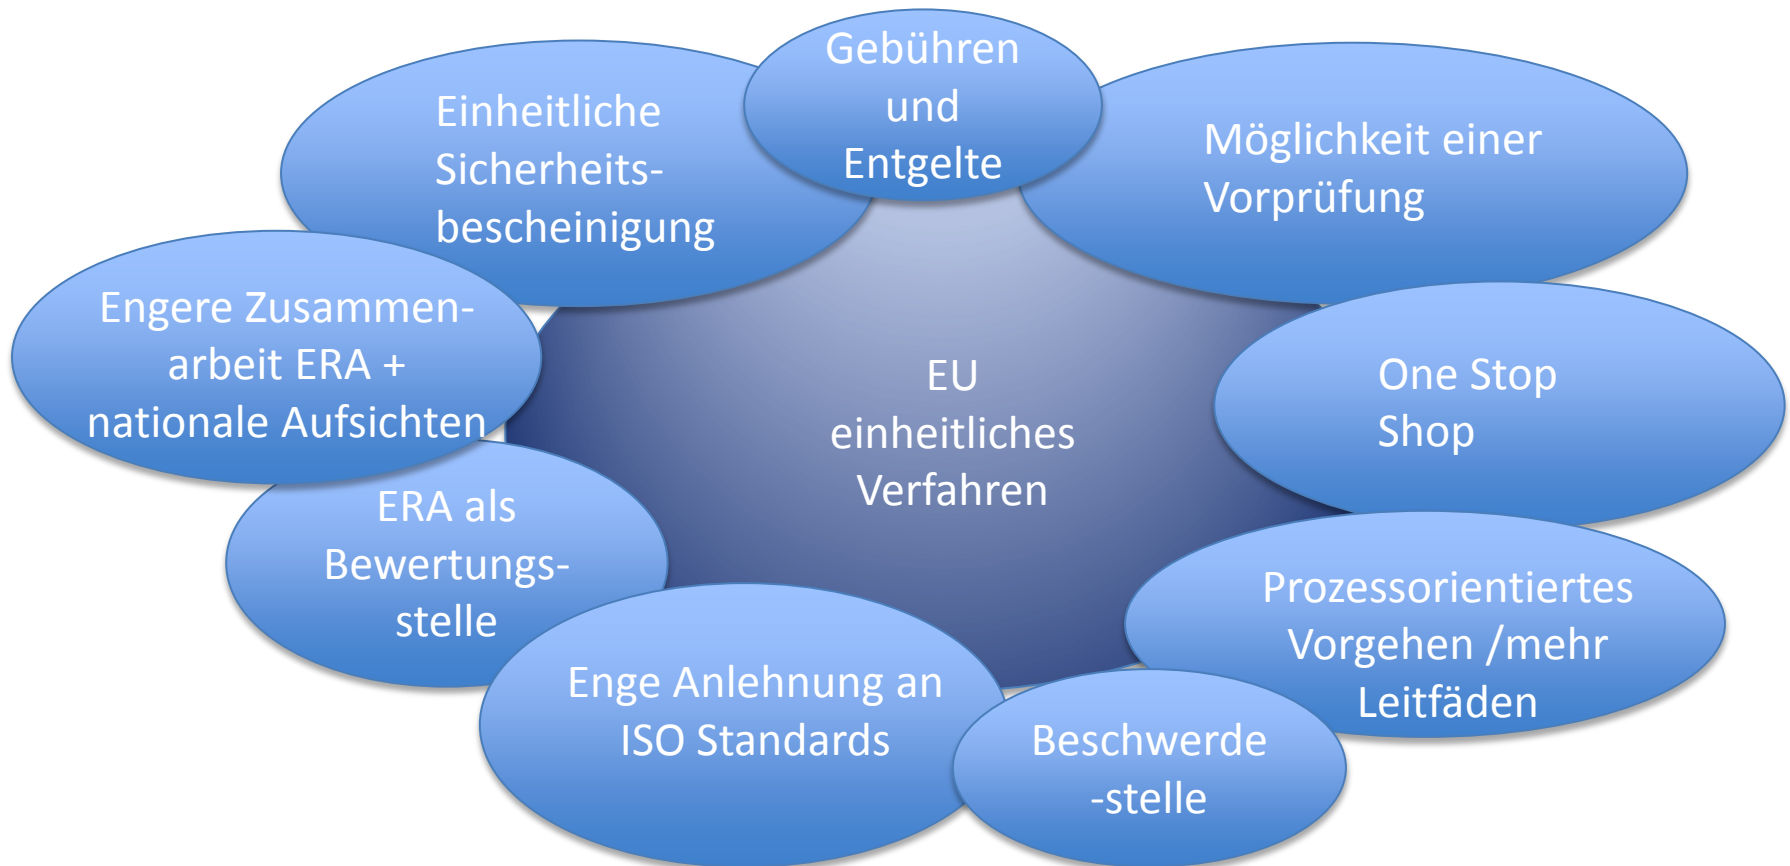 Gebühren
und
Entgelte
Einheitliche
Sicherheits-
bescheinigung
Möglichkeit einer
Vorprüfung
Engere Zusammen-
arbeit ERA +
nationale Aufsichten
EU
einheitliches
Verfahren
One Stop
Shop
ERA als
Bewertungs-
stelle
Prozessorientiertes
Vorgehen /mehr
Leitfäden
Enge Anlehnung an
ISO Standards
Beschwerde
-stelle